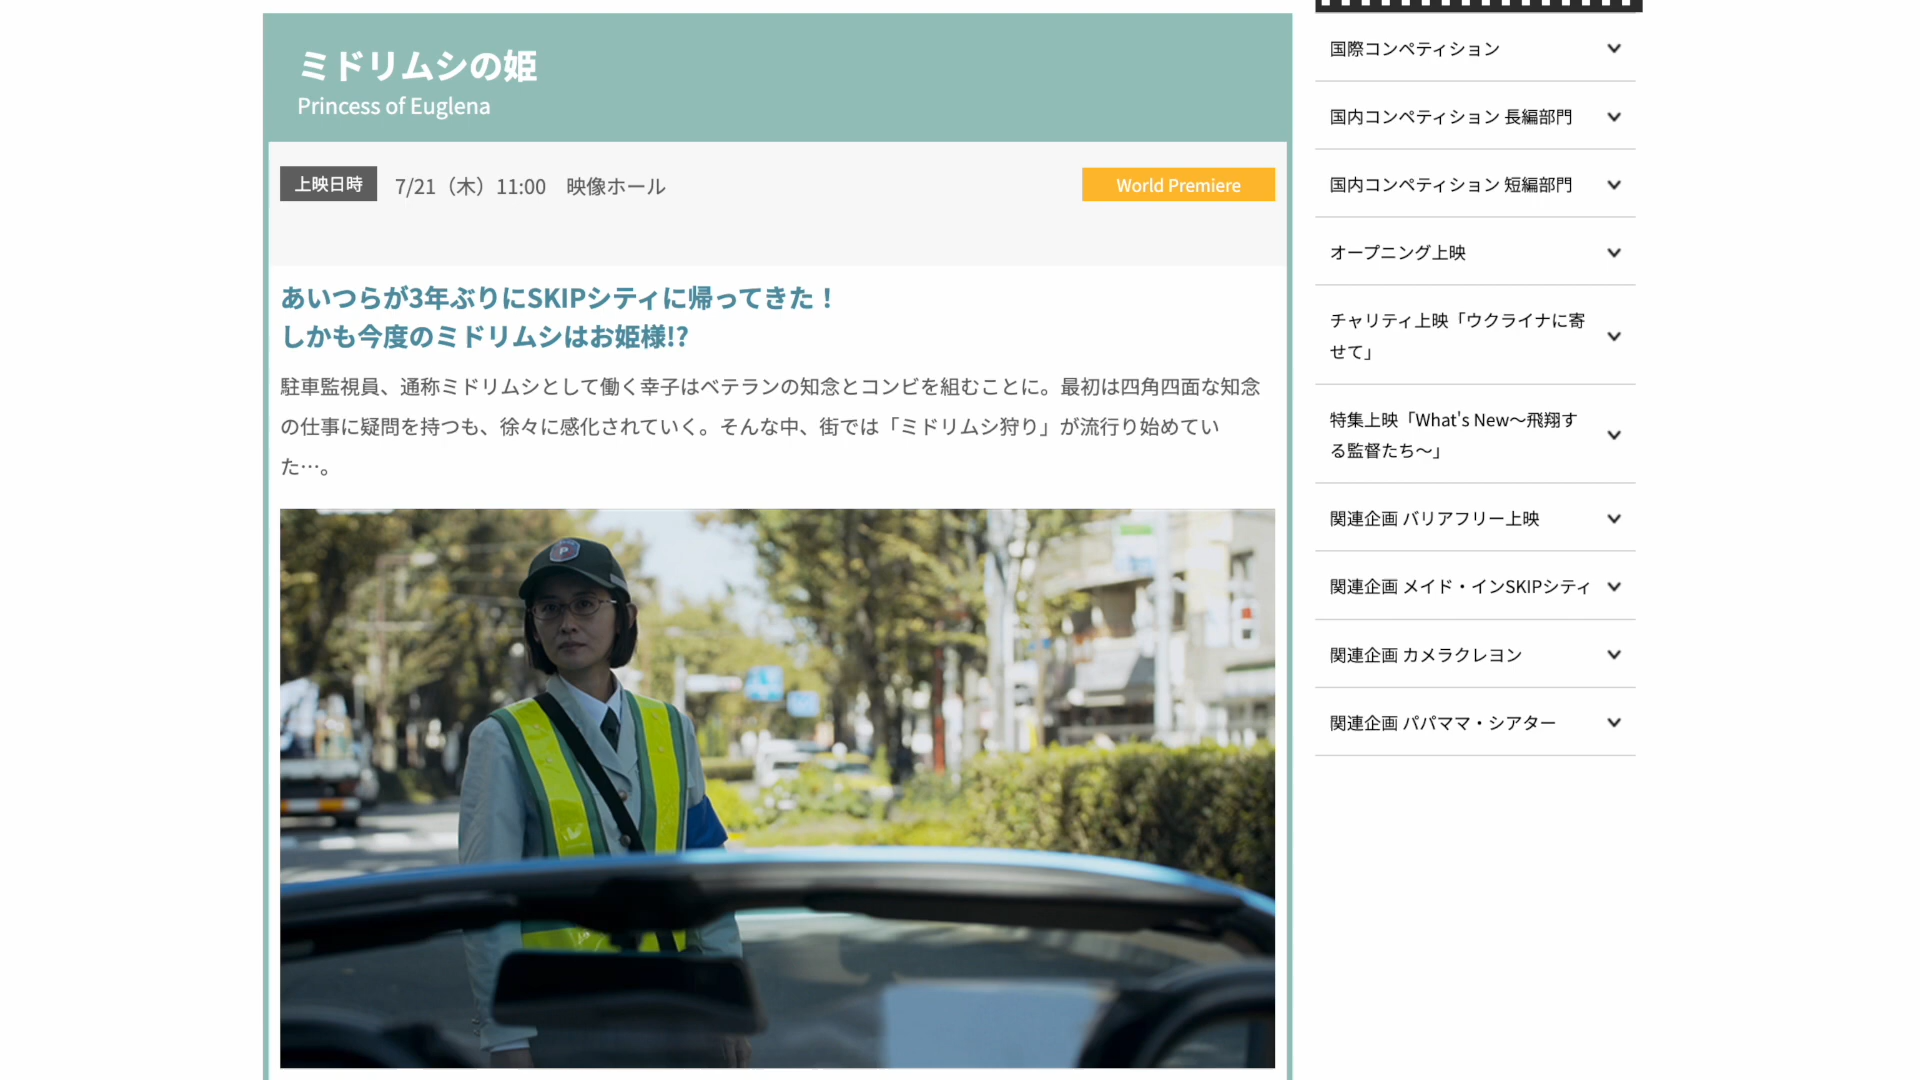 ミドリムシの姫
Princess of Euglena
上映日時
7/21（木）11:00　映像ホール
World Premiere
あいつらが3年ぶりにSKIPシティに帰ってきた！
しかも今度のミドリムシはお姫様!?
駐車監視員、通称ミドリムシとして働く幸子はベテランの知念とコンビを組むことに。最初は四角四面な知念
の仕事に疑問を持つも、徐々に感化されていく。そんな中、街では「ミドリムシ狩り」が流行り始めてい
た…。
P
国際コンペティション
国内コンペティション 長編部門
国内コンペティション 短編部門
オープニング上映
チャリティ上映「ウクライナに寄
せて」
特集上映「What's New～飛翔す
る監督たち～」
関連企画 バリアフリー上映
関連企画 メイド・インSKIPシティ
関連企画 カメラクレヨン
関連企画 パパママ・シアター